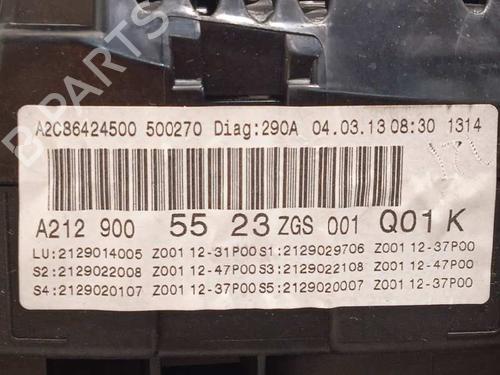 A2C86424500 500270 Diag:290A 04.03.13 08:30 1314
A212 900 55 23 ZGS 001 Q01 K
LU:2129014005 Z001 12-31P00 S1:2129029706 Z001 12-37P00
S2:2129022008 Z001 12-47P00 S3:2129022108 Z001 12-47P00
S4:2129020107 Z001 12-37P00 S5:2129020007 Z001 12-37P00
B PARTS